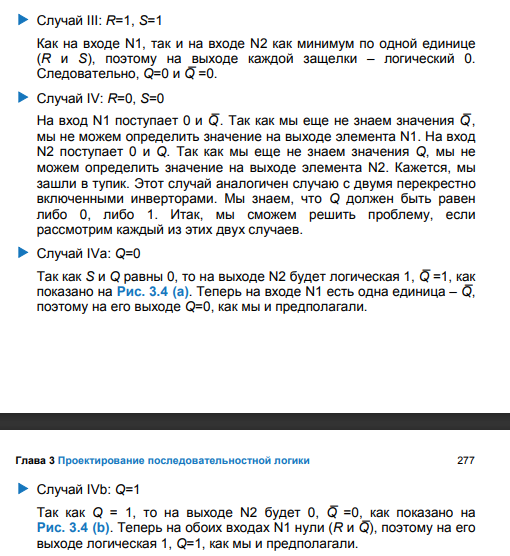 ► Случай III: R=1, S=1
Как на входе N1, так и на входе N2 как минимум по одной единице
(R и S), поэтому на выходе каждой защелки – логический 0.
Следовательно, Q=0 и Q̅ =0.
► Случай IV: R=0, S=0
На вход N1 поступает 0 и Q̅. Так как мы еще не знаем значения Q̅,
мы не можем определить значение на выходе элемента N1. На вход
N2 поступает 0 и Q. Так как мы еще не знаем значения Q, мы не
можем определить значение на выходе элемента N2. Кажется, мы
зашли в тупик. Этот случай аналогичен случаю с двумя перекрестно
включенными инверторами. Мы знаем, что Q должен быть равен
либо 0, либо 1. Итак, мы сможем решить проблему, если
рассмотрим каждый из этих двух случаев.
► Случай IVa: Q=0
Так как S и Q равны 0, то на выходе N2 будет логическая 1, Q̅ =1, как
показано на Рис. 3.4 (a). Теперь на входе N1 есть одна единица – Q̅,
поэтому на его выходе Q=0, как мы и предполагали.
Глава 3 Проектирование последовательностной логики 277
► Случай IVb: Q=1
Так как Q = 1, то на выходе N2 будет 0, Q̅ =0, как показано на
Рис. 3.4 (b). Теперь на обоих входах N1 нули (R и Q̅), поэтому на его
выходе логическая 1, Q=1, как мы и предполагали.